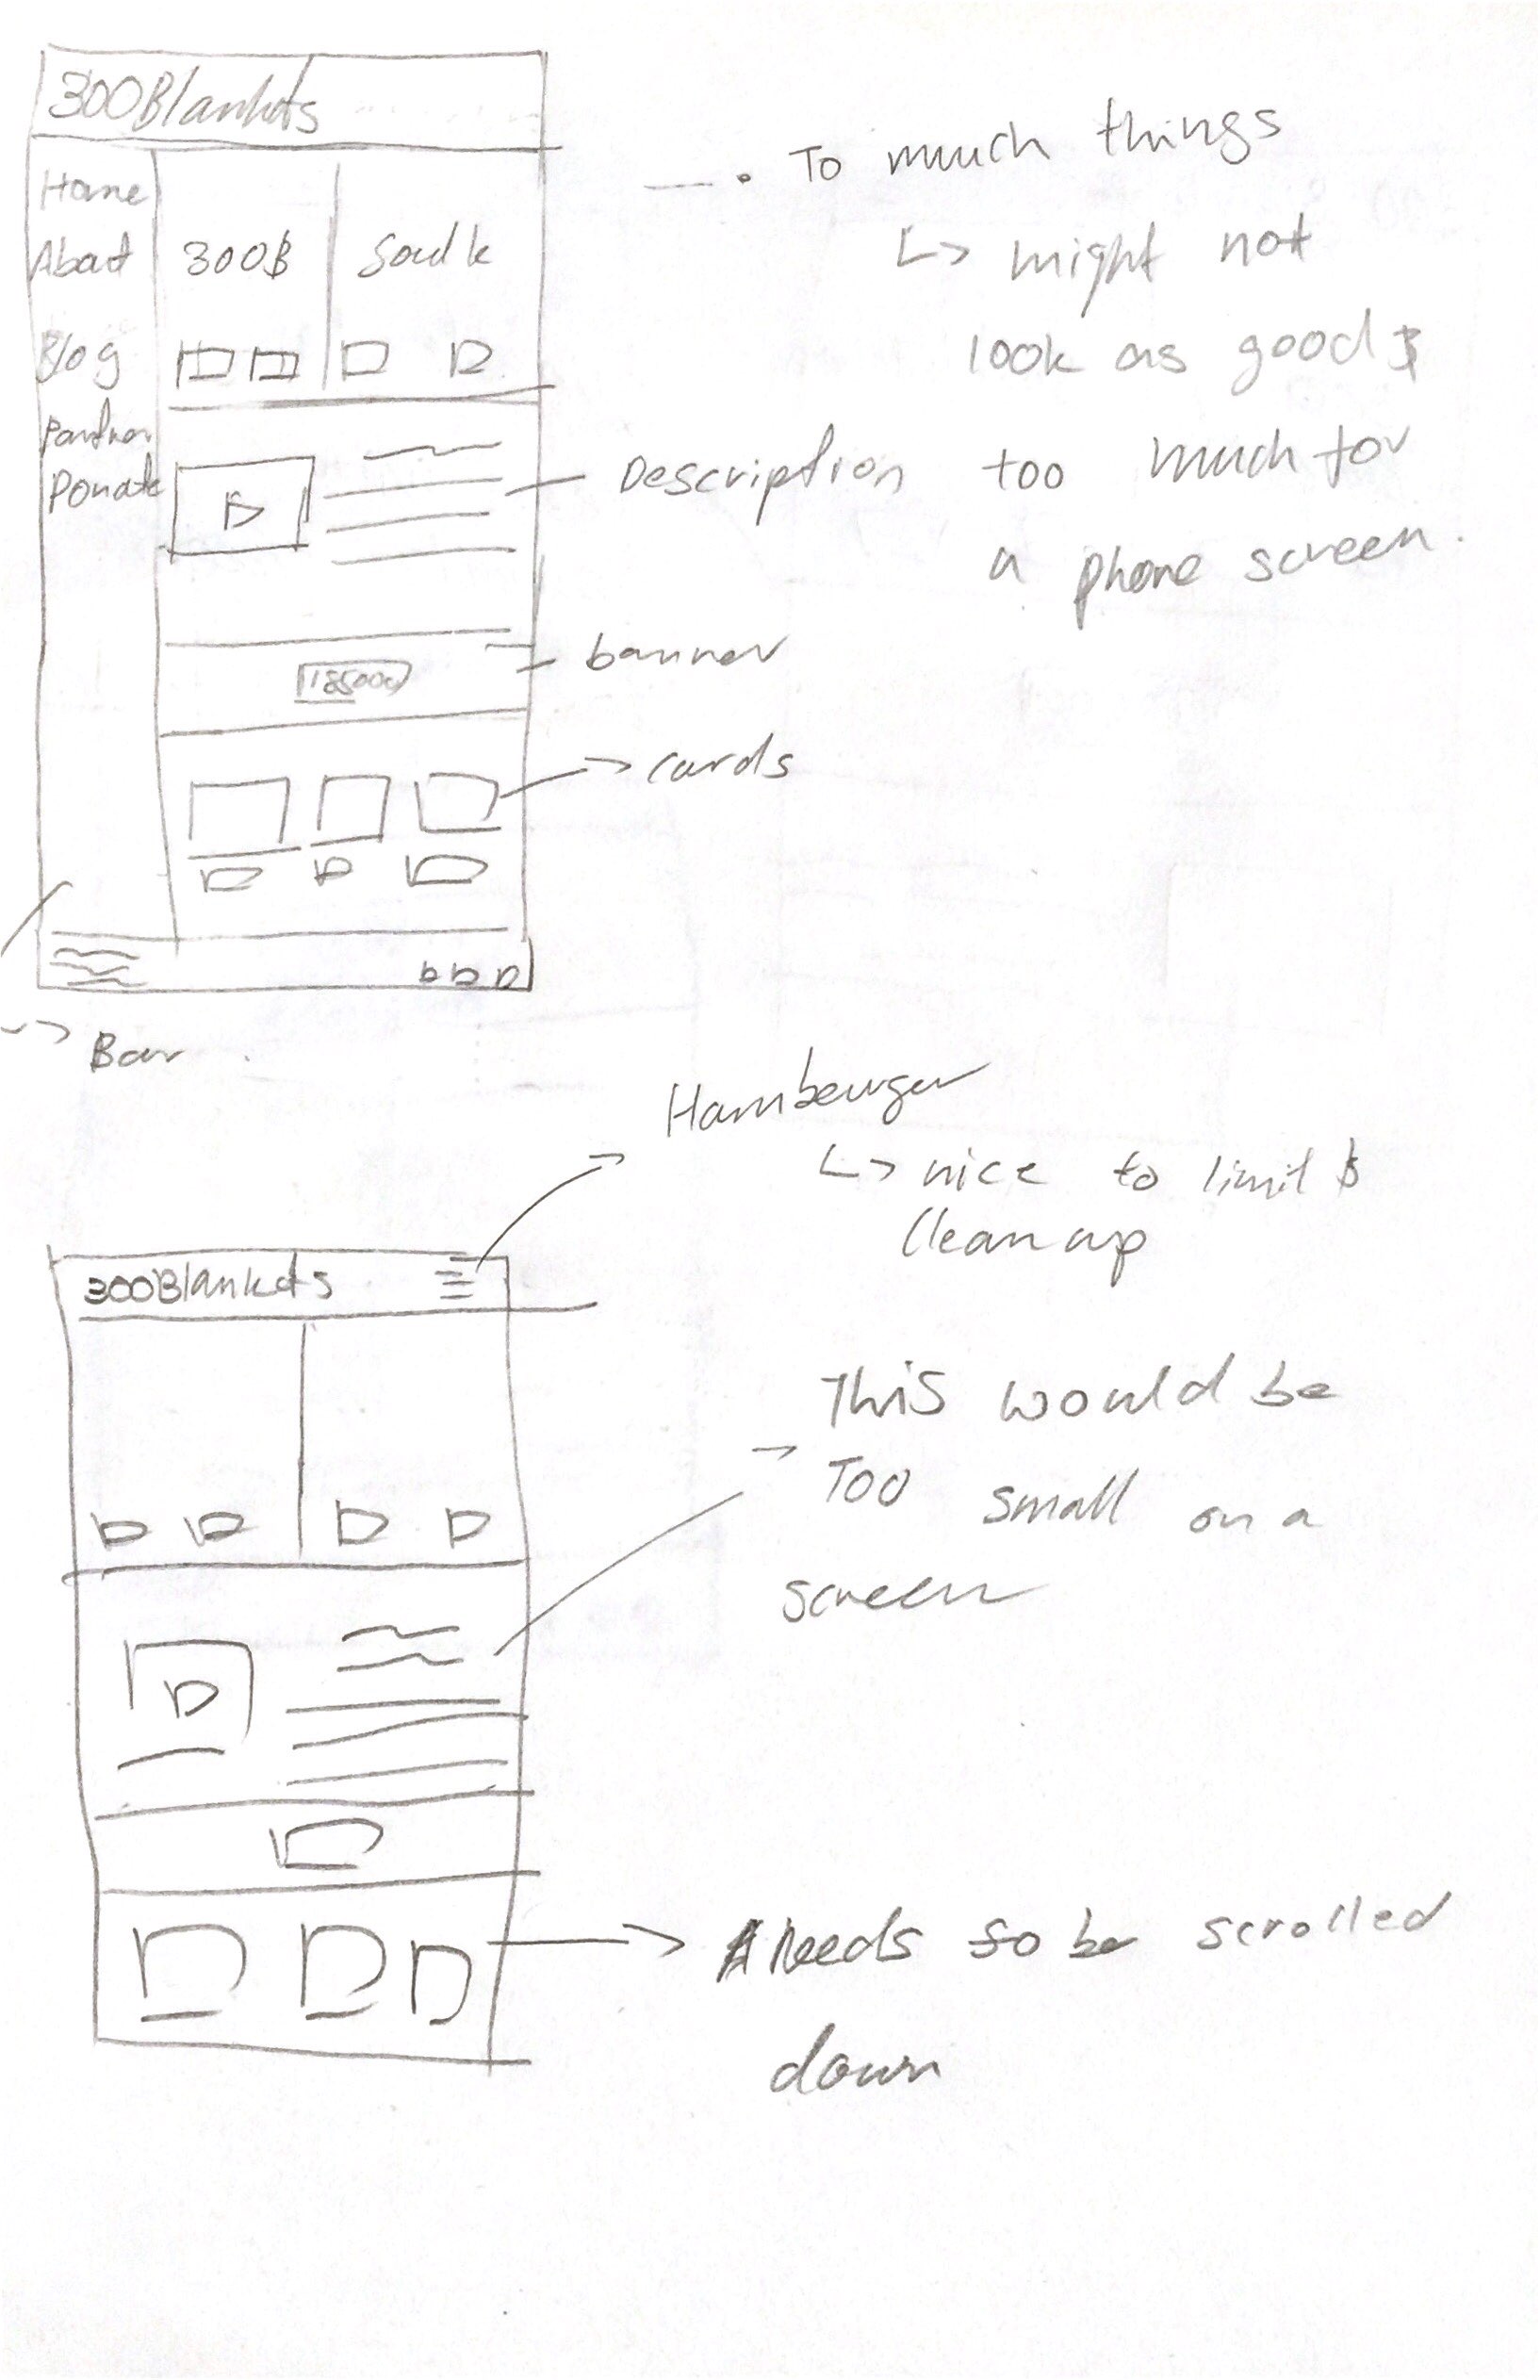 300Blankets
Home
About
Blog
Partner
Donate
300B
To much things
↳ might not
look as good &
too much for
a phone screen.
Description
banner
185000
cards
Bar
Hamburger
↳ nice to limit &
Clean up
300Blankets
This would be
Too small on a
screen
Needs to be scrolled
down